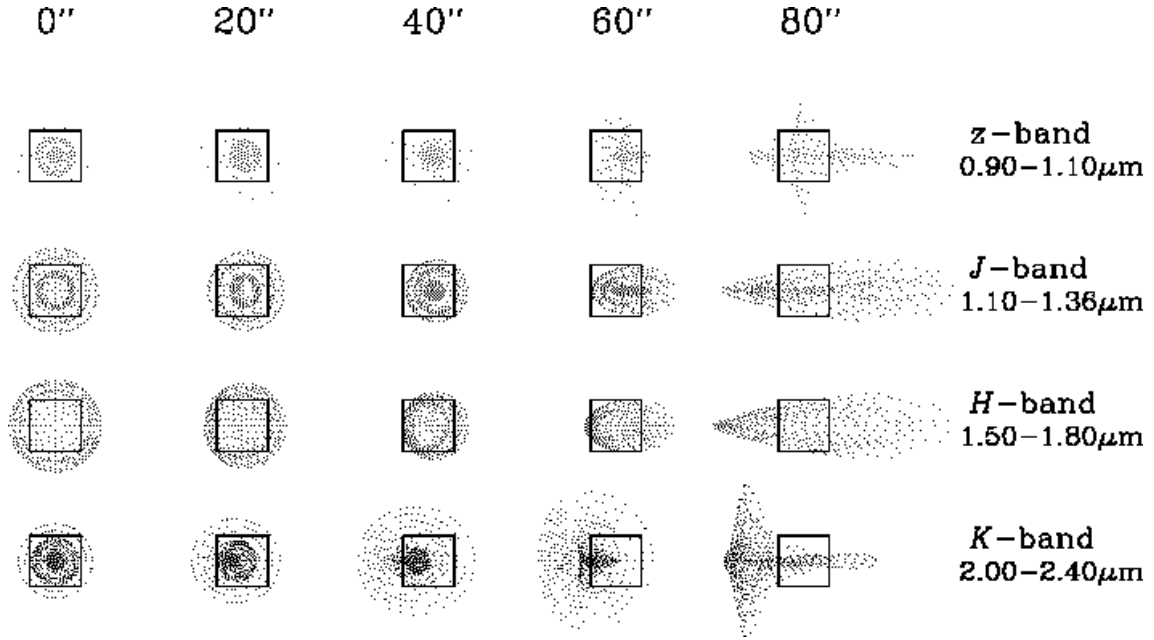 0″ 20″ 40″ 60″ 80″
z−band
0.90−1.10μm
J−band
1.10−1.36μm
H−band
1.50−1.80μm
K−band
2.00−2.40μm